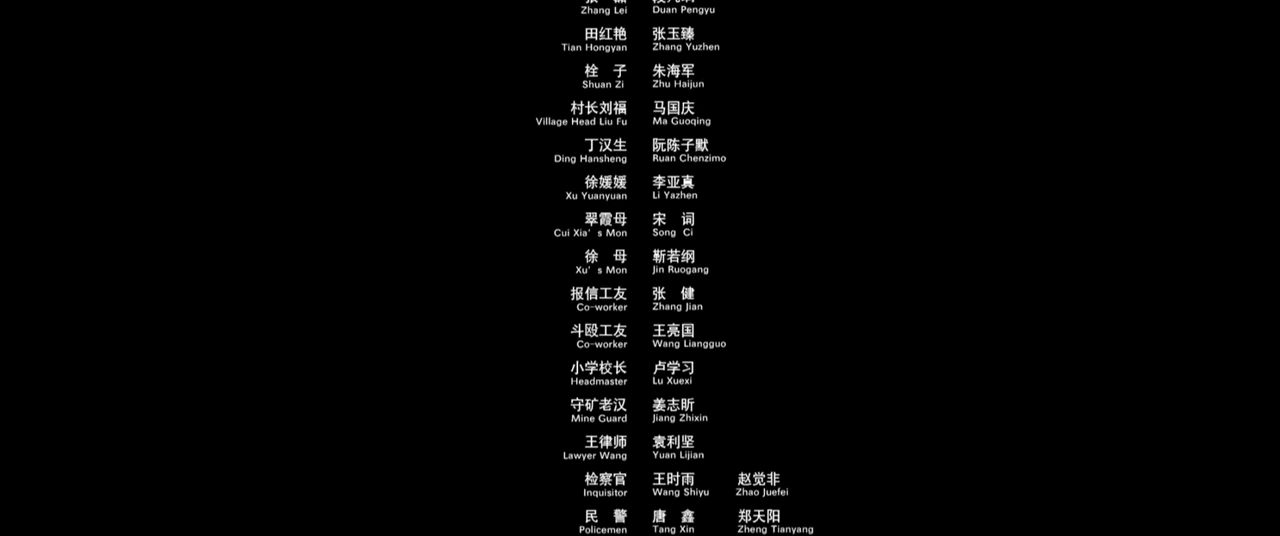 Zhang Lei Duan Pengyu
田红艳 张玉臻
Tian Hongyan Zhang Yuzhen
栓 子 朱海军
Shuan Zi Zhu Haijun
村长刘福 马国庆
Village Head Liu Fu Ma Guoqing
丁汉生 阮陈子默
Ding Hansheng Ruan Chenzimo
徐媛媛 李亚真
Xu Yuanyuan Li Yazhen
翠霞母 宋 词
Cui Xia's Mon Song Ci
徐 母 靳若纲
Xu's Mon Jin Ruogang
报信工友 张 健
Co-worker Zhang Jian
斗殴工友 王亮国
Co-worker Wang Liangguo
小学校长 卢学习
Headmaster Lu Xuexi
守矿老汉 姜志昕
Mine Guard Jiang Zhixin
王律师 袁利坚
Lawyer Wang Yuan Lijian
检察官 王时雨 赵觉非
Inquisitor Wang Shiyu Zhao Juefei
民 警 唐 鑫 郑天阳
Policemen Tang Xin Zheng Tianyang